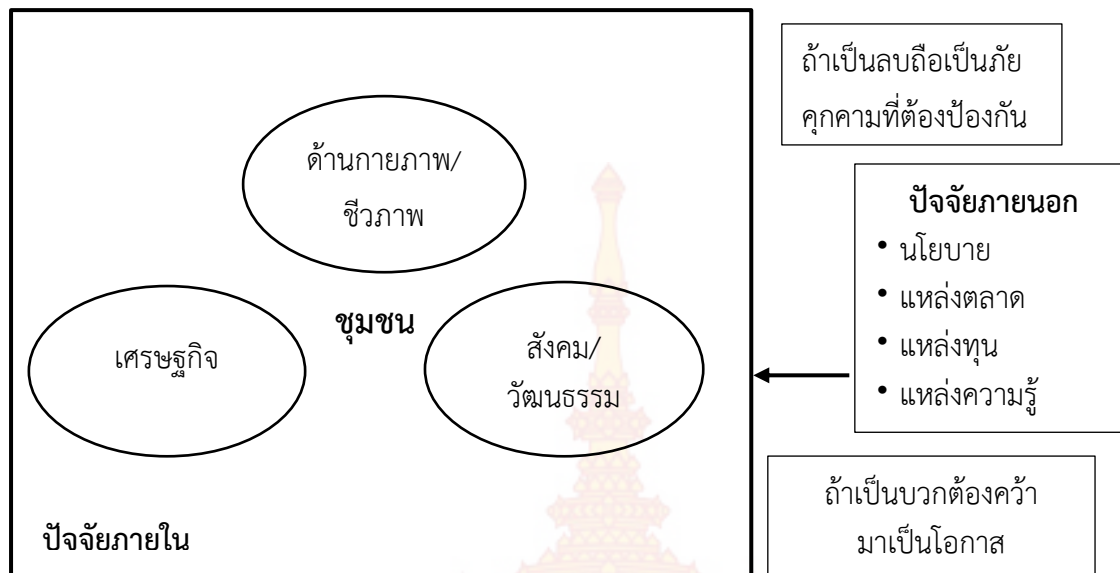 ด้านกายภาพ/
ชีวภาพ
ชุมชน
เศรษฐกิจ
สังคม/
วัฒนธรรม
ปัจจัยภายใน
ถ้าเป็นลบถือเป็นภัย
คุกคามที่ต้องป้องกัน
ปัจจัยภายนอก
• นโยบาย
• แหล่งตลาด
• แหล่งทุน
• แหล่งความรู้
ถ้าเป็นบวกต้องคว้า
มาเป็นโอกาส